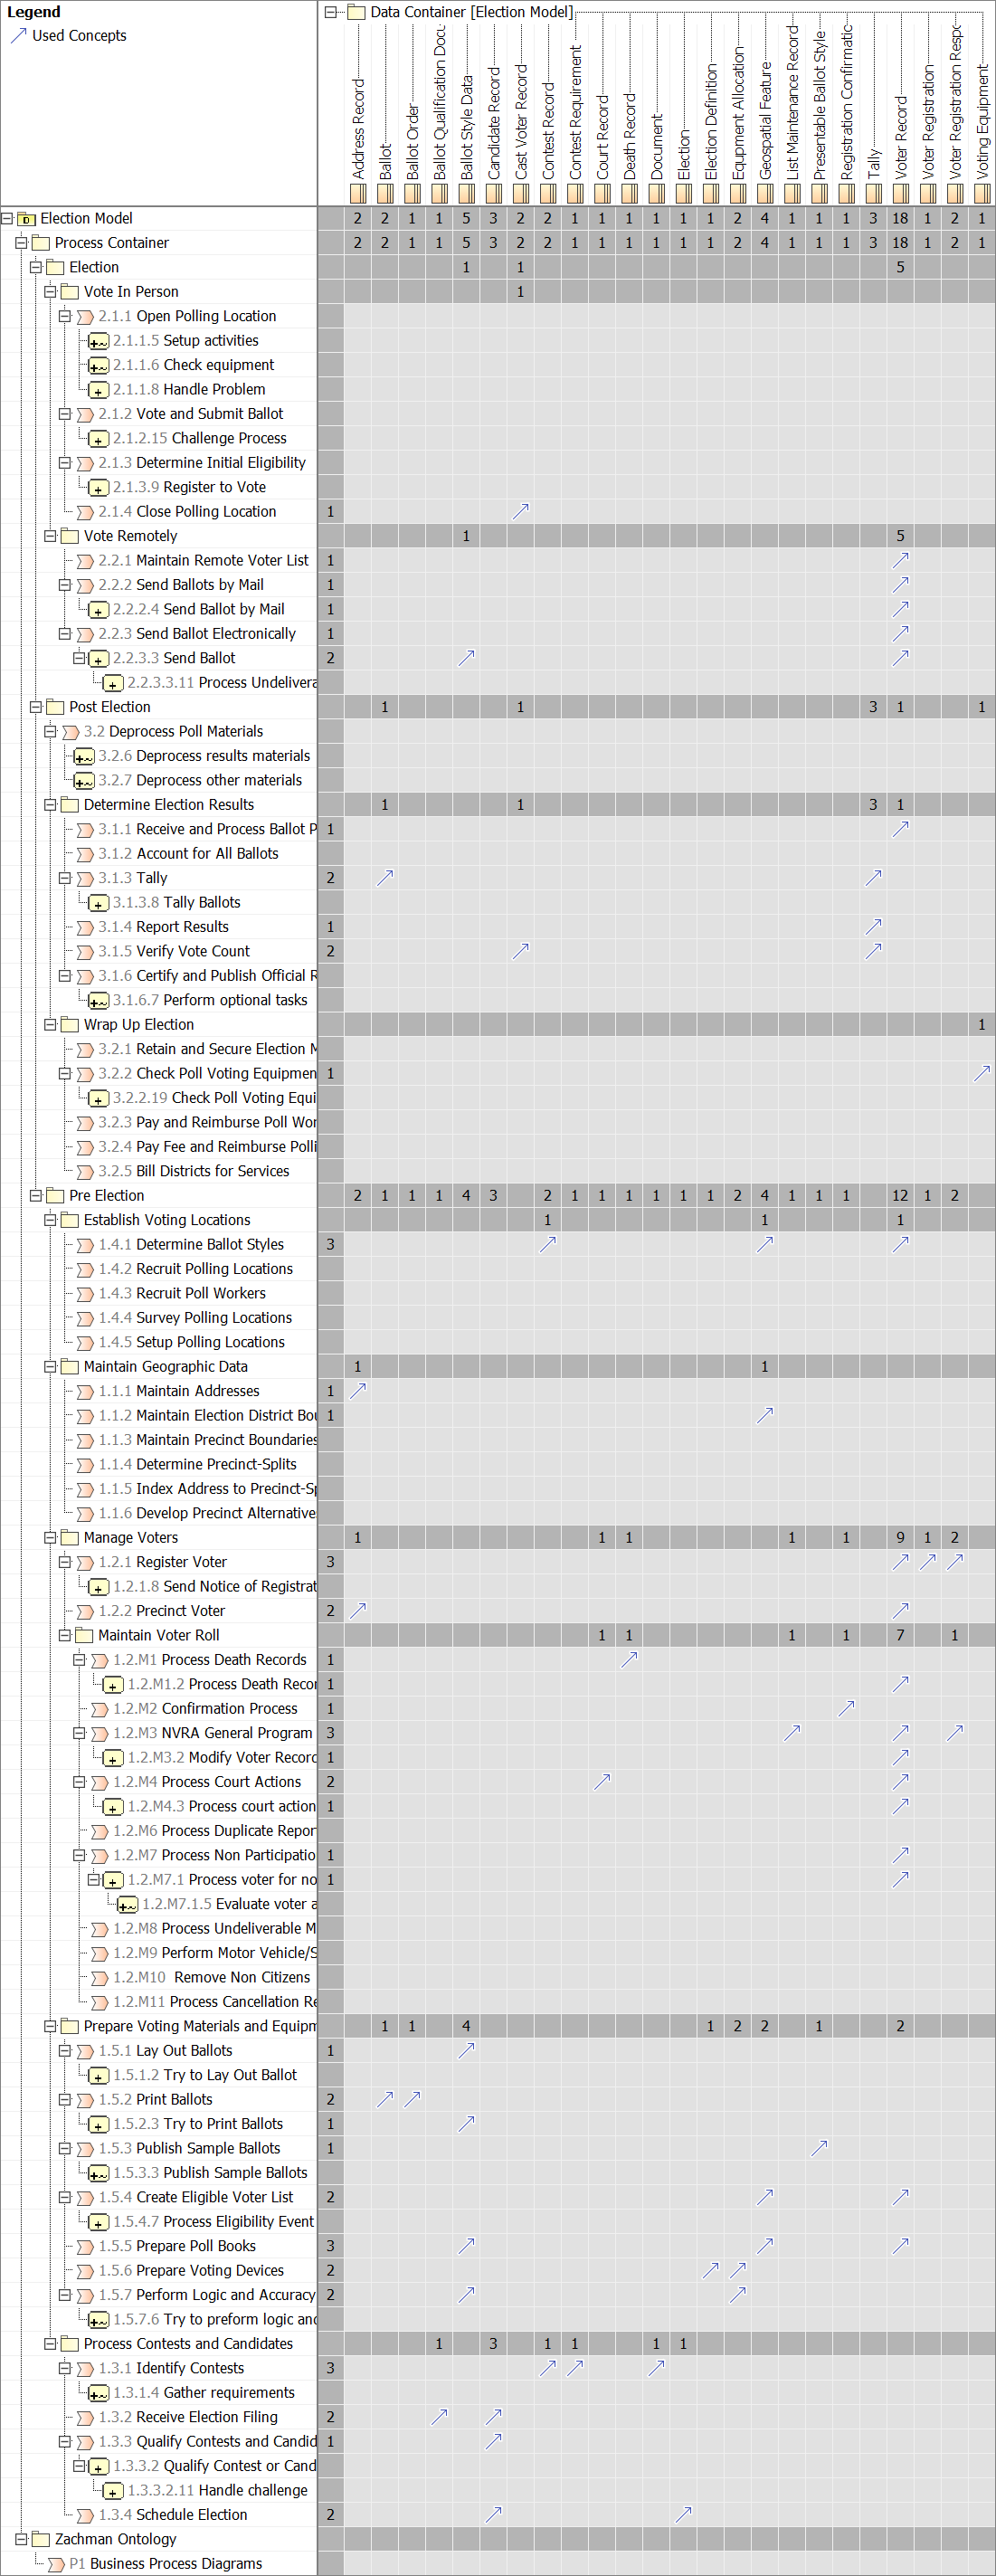 Legend
Used Concepts
Data Container [Election Model]
Address Record
Ballot
Ballot Order
Ballot Qualification Docu
Ballot Style Data
Candidate Record
Cast Voter Record
Contest Record
Contest Requirement
Court Record
Death Record
Document
Election
Election Definition
Equpment Allocation
Geospatial Feature
List Maintenance Record
Presentable Ballot Style
Registration Confirmatic
Tally
Voter Record
Voter Registration
Voter Registration Respo
Voting Equipment
Election Model 2 2 1 1 5 3 2 2 1 1 1 1 1 1 2 4 1 1 1 3 18 1 2 1
Process Container 2 2 1 1 5 3 2 2 1 1 1 1 1 1 2 4 1 1 1 3 18 1 2 1
Election 1 1 5
Vote In Person 1
2.1.1 Open Polling Location
2.1.1.5 Setup activities
2.1.1.6 Check equipment
2.1.1.8 Handle Problem
2.1.2 Vote and Submit Ballot
2.1.2.15 Challenge Process
2.1.3 Determine Initial Eligibility
2.1.3.9 Register to Vote
2.1.4 Close Polling Location 1
Vote Remotely 1 5
2.2.1 Maintain Remote Voter List 1
2.2.2 Send Ballots by Mail 1
2.2.2.4 Send Ballot by Mail 1
2.2.3 Send Ballot Electronically 1
2.2.3.3 Send Ballot 2
2.2.3.3.11 Process Undelivera
Post Election 1 1 3 1 1
3.2 Deprocess Poll Materials
3.2.6 Deprocess results materials
3.2.7 Deprocess other materials
Determine Election Results 1 1 3 1
3.1.1 Receive and Process Ballot P 1
3.1.2 Account for All Ballots
3.1.3 Tally 2
3.1.3.8 Tally Ballots
3.1.4 Report Results 1
3.1.5 Verify Vote Count 2
3.1.6 Certify and Publish Official R
3.1.6.7 Perform optional tasks
Wrap Up Election 1
3.2.1 Retain and Secure Election M
3.2.2 Check Poll Voting Equipmen 1
3.2.2.19 Check Poll Voting Equi
3.2.3 Pay and Reimburse Poll Wor
3.2.4 Pay Fee and Reimburse Polli
3.2.5 Bill Districts for Services
Pre Election 2 1 1 1 4 3 2 1 1 1 1 1 1 2 4 1 1 1 12 1 2
Establish Voting Locations 1 1 1
1.4.1 Determine Ballot Styles 3
1.4.2 Recruit Polling Locations
1.4.3 Recruit Poll Workers
1.4.4 Survey Polling Locations
1.4.5 Setup Polling Locations
Maintain Geographic Data 1 1
1.1.1 Maintain Addresses 1
1.1.2 Maintain Election District Bou 1
1.1.3 Maintain Precinct Boundaries
1.1.4 Determine Precinct-Splits
1.1.5 Index Address to Precinct-Sp
1.1.6 Develop Precinct Alternative
Manage Voters 1 1 1 1 1 9 1 2
1.2.1 Register Voter 3
1.2.1.8 Send Notice of Registrat
1.2.2 Precinct Voter 2
Maintain Voter Roll 1 1 1 1 7 1
1.2.M1 Process Death Records 1
1.2.M1.2 Process Death Recor 1
1.2.M2 Confirmation Process 1
1.2.M3 NVRA General Program 3
1.2.M3.2 Modify Voter Record 1
1.2.M4 Process Court Actions 2
1.2.M4.3 Process court action 1
1.2.M6 Process Duplicate Repor
1.2.M7 Process Non Participatio 1
1.2.M7.1 Process voter for no 1
1.2.M7.1.5 Evaluate voter a
1.2.M8 Process Undeliverable M
1.2.M9 Perform Motor Vehicle/S
1.2.M10 Remove Non Citizens
1.2.M11 Process Cancellation Re
Prepare Voting Materials and Equipm 1 1 4 1 2 2 1 2
1.5.1 Lay Out Ballots 1
1.5.1.2 Try to Lay Out Ballot
1.5.2 Print Ballots 2
1.5.2.3 Try to Print Ballots 1
1.5.3 Publish Sample Ballots 1
1.5.3.3 Publish Sample Ballots
1.5.4 Create Eligible Voter List 2
1.5.4.7 Process Eligibility Event
1.5.5 Prepare Poll Books 3
1.5.6 Prepare Voting Devices 2
1.5.7 Perform Logic and Accuracy 2
1.5.7.6 Try to preform logic and
Process Contests and Candidates 1 3 1 1 1 1
1.3.1 Identify Contests 3
1.3.1.4 Gather requirements
1.3.2 Receive Election Filing 2
1.3.3 Qualify Contests and Candid 1
1.3.3.2 Qualify Contest or Cand
1.3.3.2.11 Handle challenge
1.3.4 Schedule Election 2
Zachman Ontology
P1 Business Process Diagrams